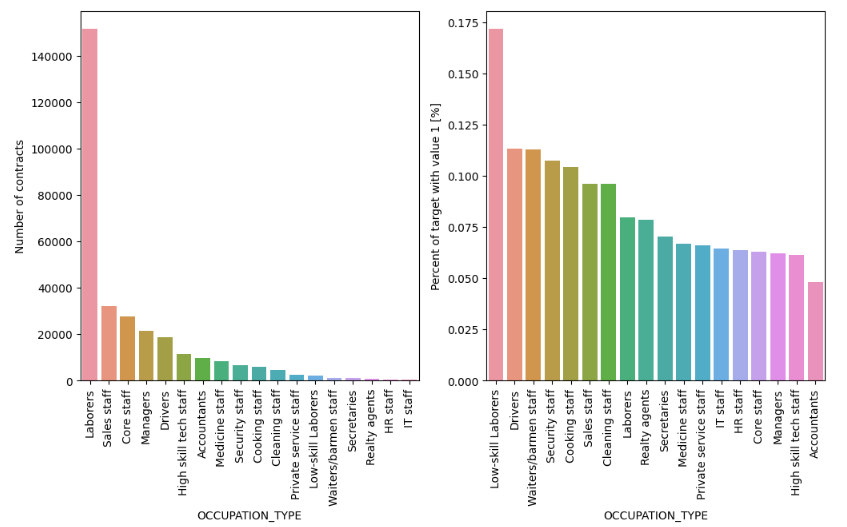 Number of contracts
140000
120000
100000
80000
60000
40000
20000
0
Laborers
Sales staff
Core staff
Managers
Drivers
High skill tech staff
Accountants
Medicine staff
Security staff
Cooking staff
Cleaning staff
Private service staff
Low-skill Laborers
Waiters/barmen staff
Secretaries
Realty agents
HR staff
IT staff
OCCUPATION_TYPE
Percent of target with value 1 [%]
0.175
0.150
0.125
0.100
0.075
0.050
0.025
0.000
Low-skill Laborers
Drivers
Waiters/barmen staff
Security staff
Cooking staff
Sales staff
Cleaning staff
Laborers
Realty agents
Secretaries
Medicine staff
Private service staff
IT staff
HR staff
Core staff
Managers
High skill tech staff
Accountants
OCCUPATION_TYPE